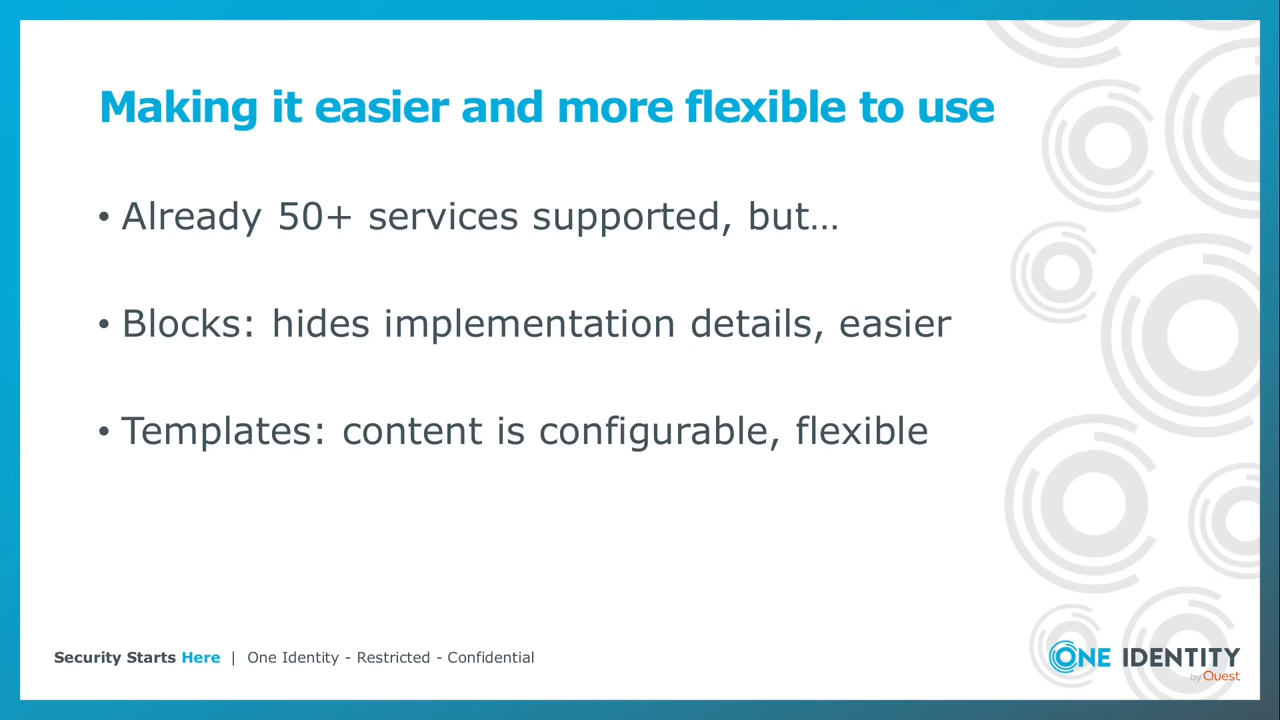 Making it easier and more flexible to use
• Already 50+ services supported, but…
• Blocks: hides implementation details, easier
• Templates: content is configurable, flexible
Security Starts Here | One Identity - Restricted - Confidential
ONE IDENTITY
by Quest